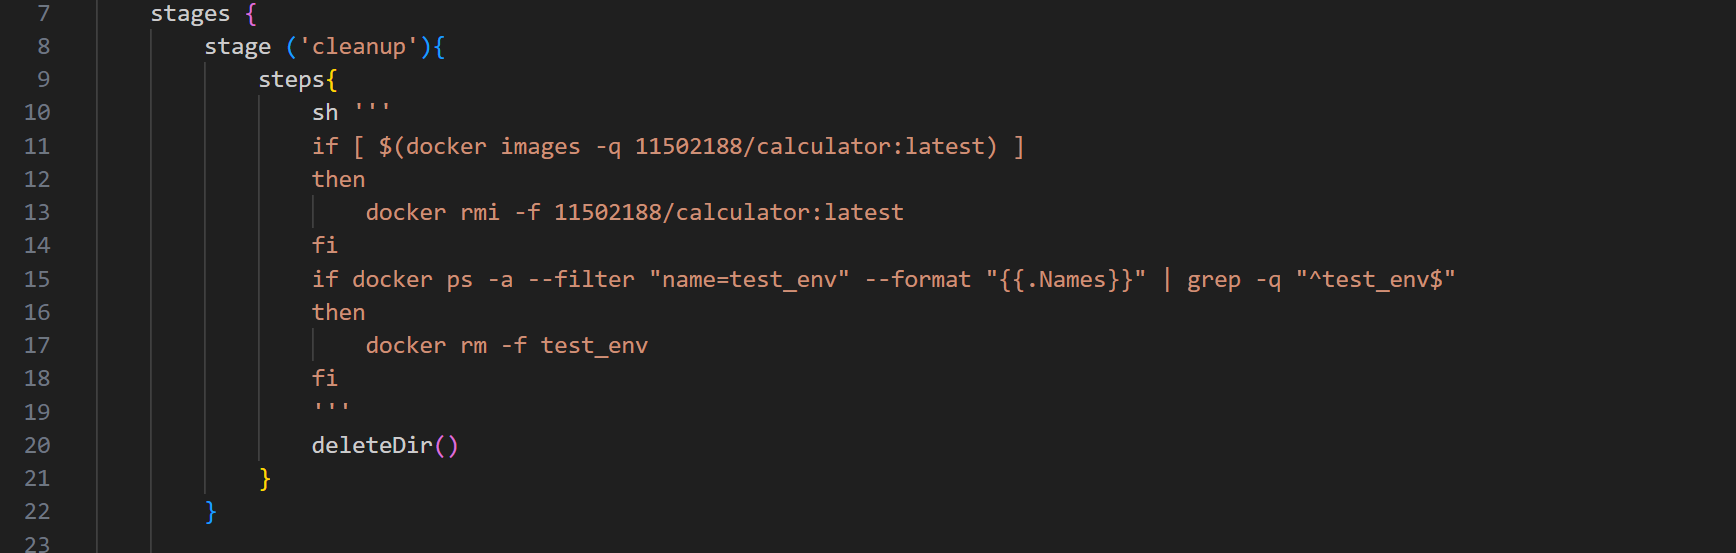 7 stages {
8 stage ('cleanup'){
9 steps{
10 sh '''
11 if [ $(docker images -q 11502188/calculator:latest) ]
12 then
13 docker rmi -f 11502188/calculator:latest
14 fi
15 if docker ps -a --filter "name=test_env" --format "{{.Names}}" | grep -q "^test_env$"
16 then
17 docker rm -f test_env
18 fi
19 '''
20 deleteDir()
21 }
22 }
23